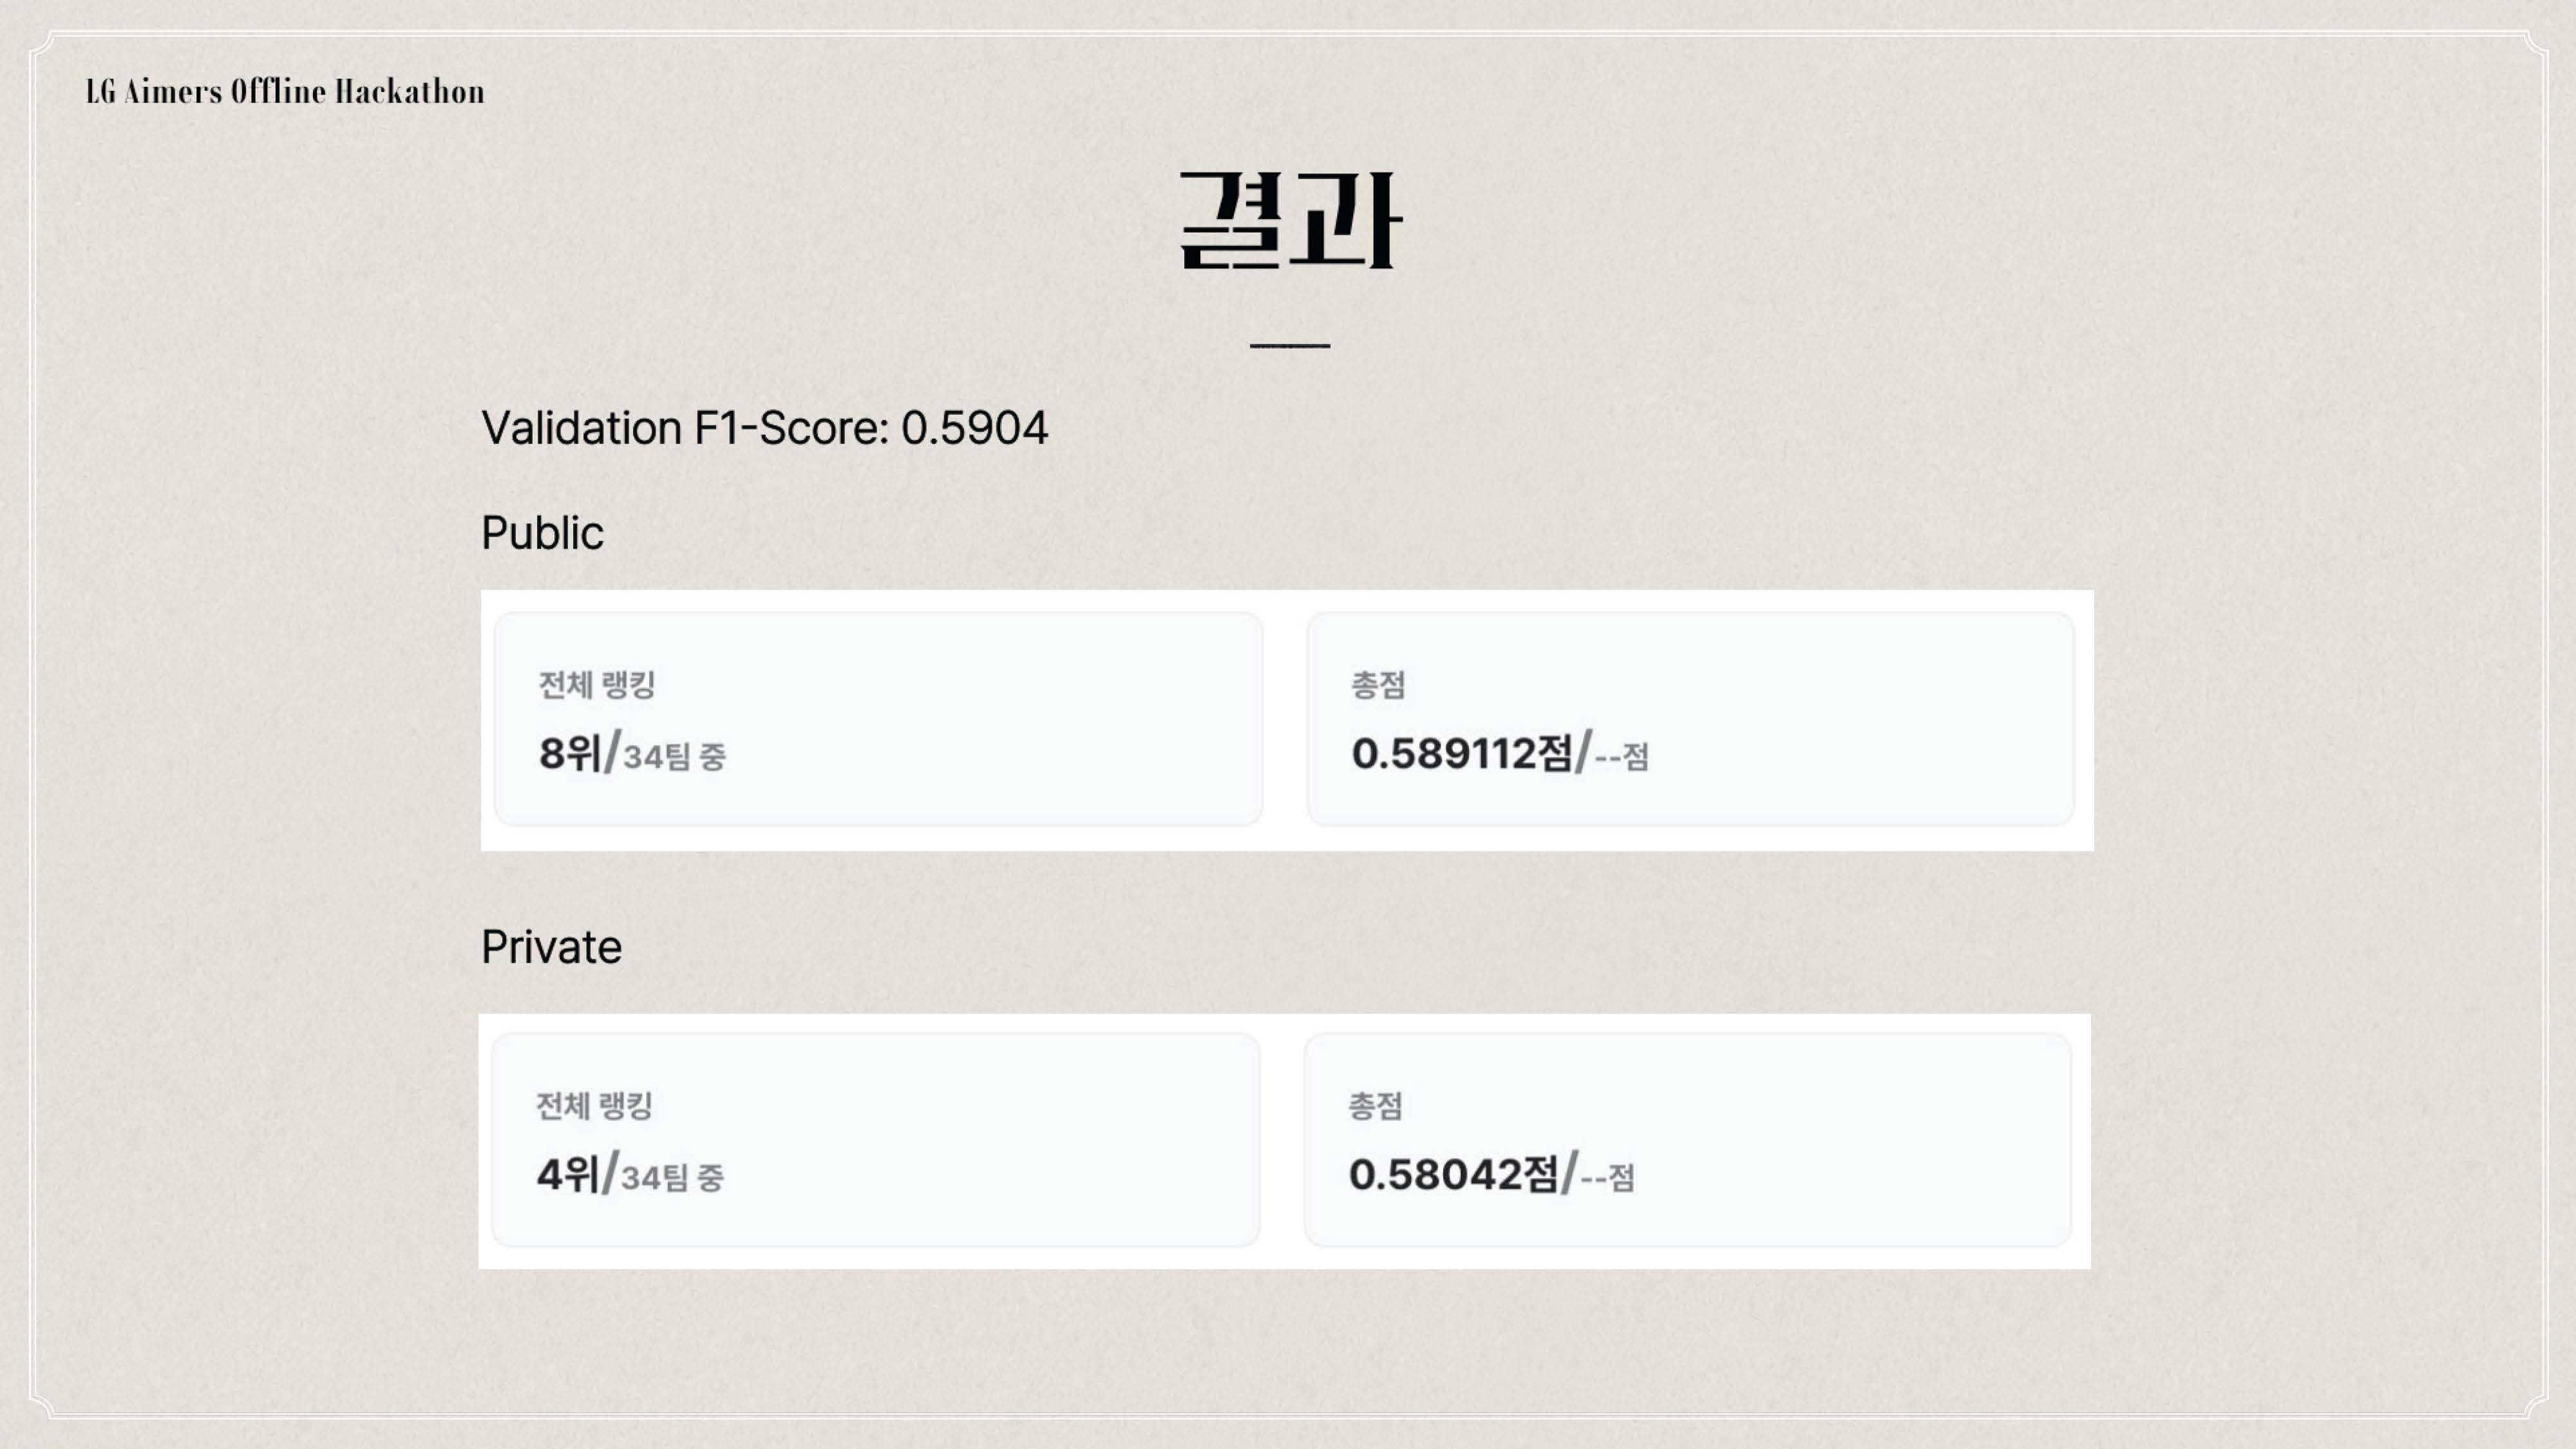 LG Aimers Offline Hackathon
결과
Validation F1-Score: 0.5904
Public
전체 랭킹
8위/34팀 중
총점
0.589112점/--점
Private
전체 랭킹
4위/34팀 중
총점
0.58042점/--점